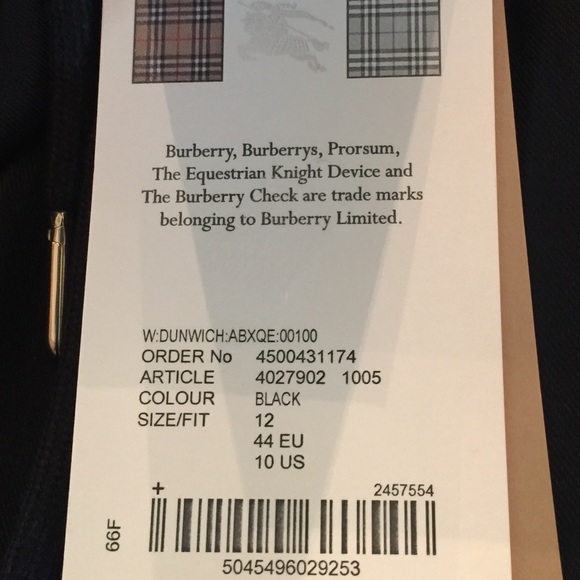 Burberry, Burberrys, Prorsum,
The Equestrian Knight Device and
The Burberry Check are trade marks
belonging to Burberry Limited.
W:DUNWICH:ABXQE:00100
ORDER No 4500431174
ARTICLE 4027902 1005
COLOUR BLACK
SIZE/FIT 12
44 EU
10 US
+ 2457554
66F
5045496029253